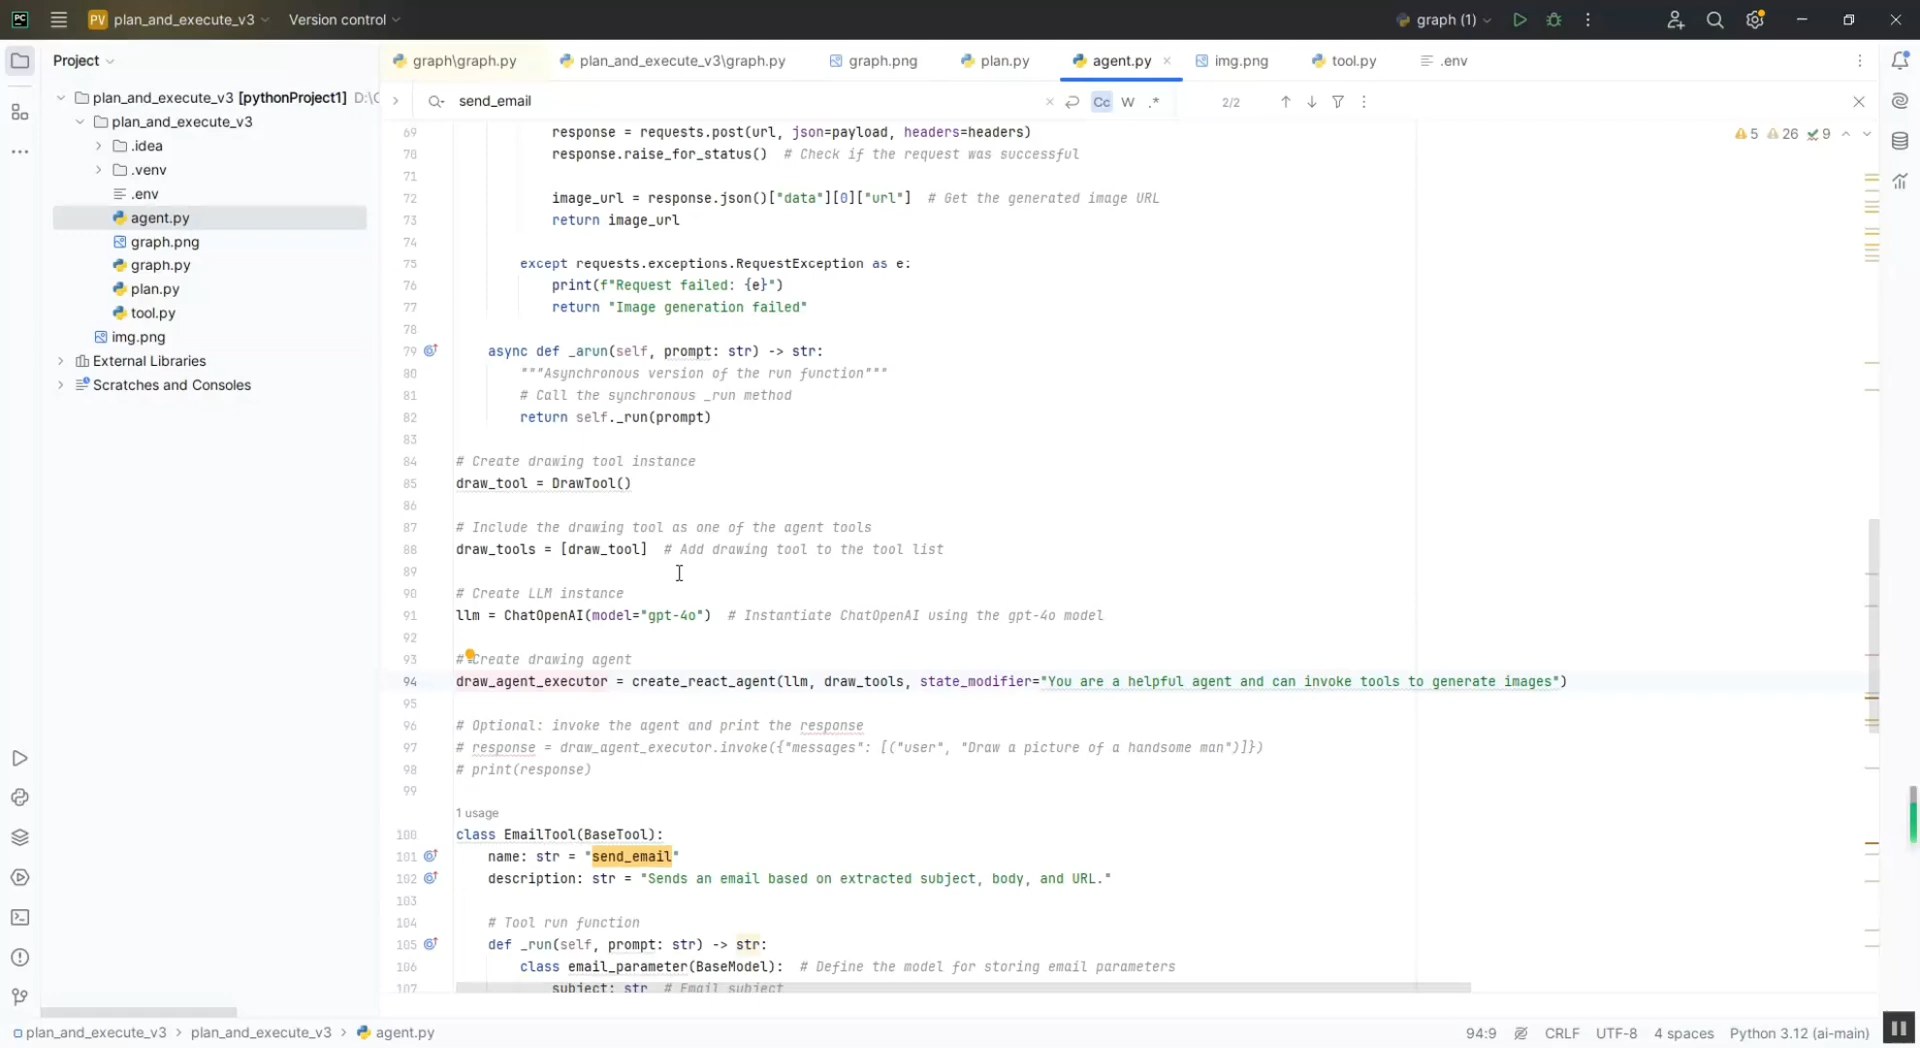 PC
PV plan_and_execute_v3
Version control
graph (1)
Project
graph\graph.py
plan_and_execute_v3\graph.py
graph.png
plan.py
agent.py
img.png
tool.py
.env
plan_and_execute_v3 [pythonProject1] D:\C
plan_and_execute_v3
.idea
.venv
.env
agent.py
graph.png
graph.py
plan.py
tool.py
img.png
External Libraries
Scratches and Consoles
send_email
Cc
W
.*
2/2
5 26 9
69 response = requests.post(url, json=payload, headers=headers)
70 response.raise_for_status()  # Check if the request was successful
71
72 image_url = response.json()["data"][0]["url"]  # Get the generated image URL
73 return image_url
74
75 except requests.exceptions.RequestException as e:
76 print(f"Request failed: {e}")
77 return "Image generation failed"
78
79 async def _arun(self, prompt: str) -> str:
80 """Asynchronous version of the run function"""
81 # Call the synchronous _run method
82 return self._run(prompt)
83
84 # Create drawing tool instance
85 draw_tool = DrawTool()
86
87 # Include the drawing tool as one of the agent tools
88 draw_tools = [draw_tool]  # Add drawing tool to the tool list
89
90 # Create LLM instance
91 llm = ChatOpenAI(model="gpt-4o")  # Instantiate ChatOpenAI using the gpt-4o model
92
93 # Create drawing agent
94 draw_agent_executor = create_react_agent(llm, draw_tools, state_modifier="You are a helpful agent and can invoke tools to generate images")
95
96 # Optional: invoke the agent and print the response
97 # response = draw_agent_executor.invoke({"messages": [("user", "Draw a picture of a handsome man")]})
98 # print(response)
99
1 usage
100 class EmailTool(BaseTool):
101 name: str = "send_email"
102 description: str = "Sends an email based on extracted subject, body, and URL."
103
104 # Tool run function
105 def _run(self, prompt: str) -> str:
106 class email_parameter(BaseModel):  # Define the model for storing email parameters
107 subject: str  # Email subject
plan_and_execute_v3 > plan_and_execute_v3 > agent.py
94:9
CRLF
UTF-8
4 spaces
Python 3.12 (ai-main)